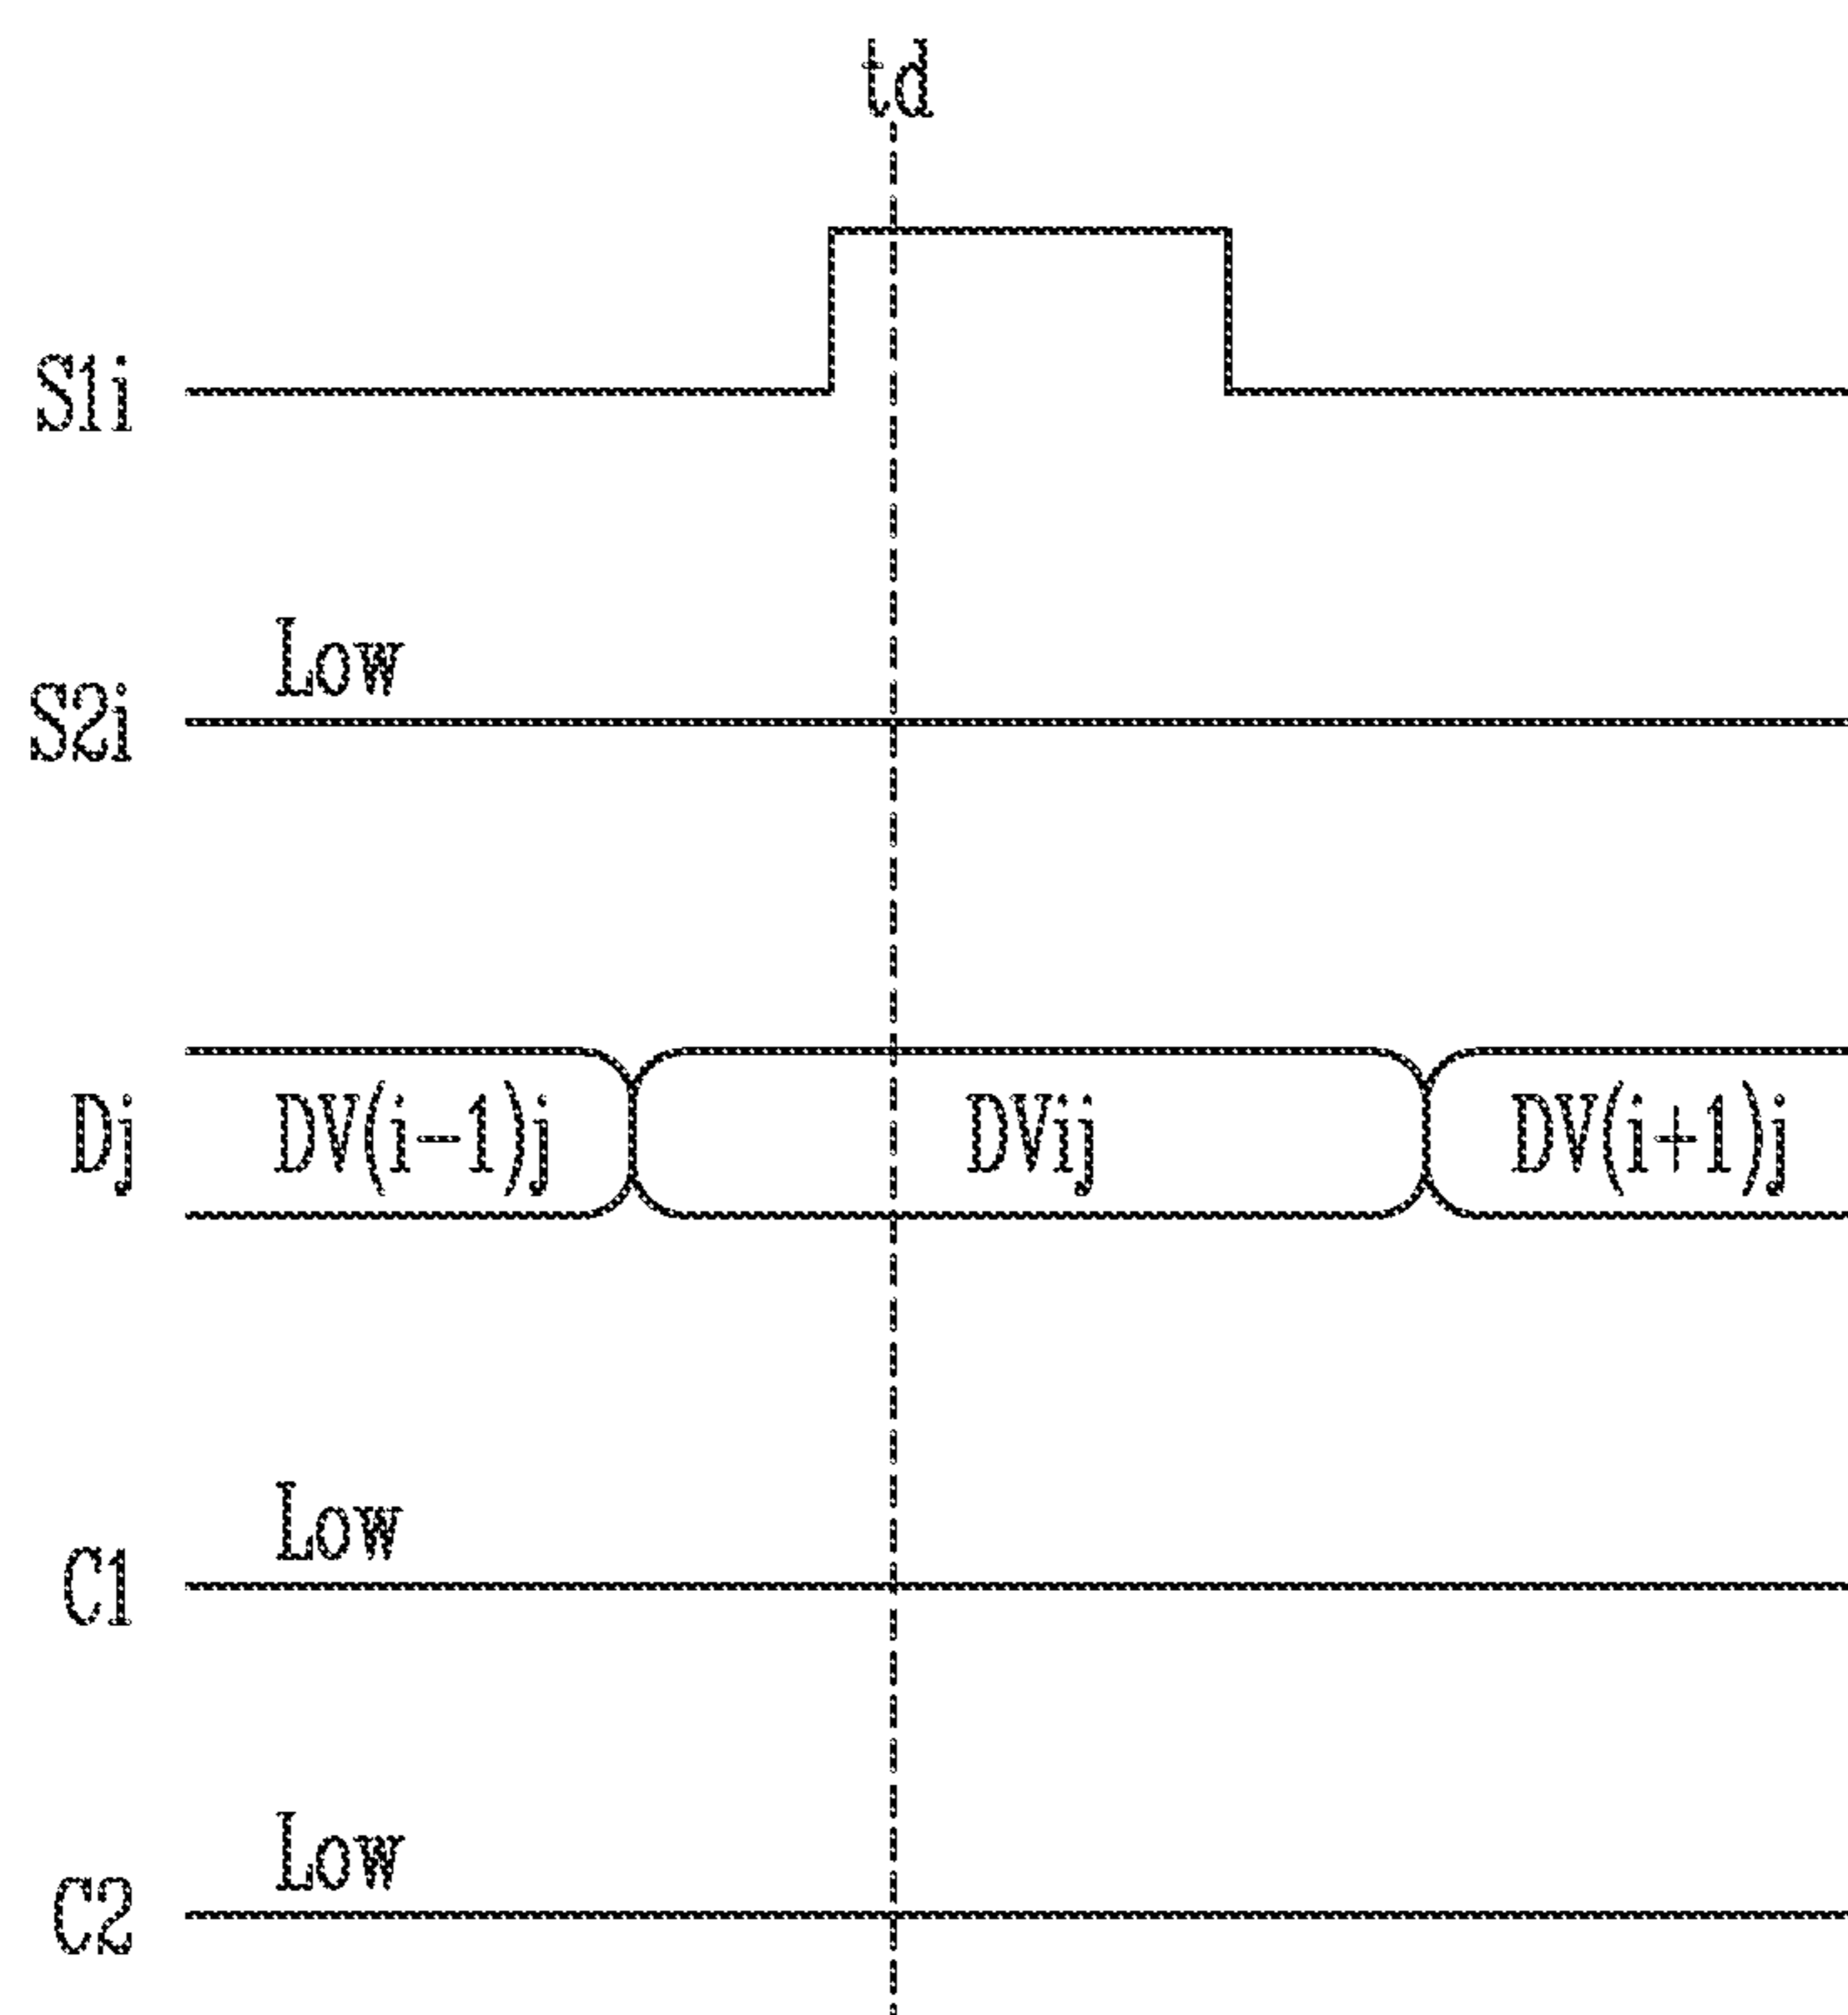 td
S1i
Low
S2i
Dj DV(i-1)j DVij DV(i+1)j
Low
C1
Low
C2